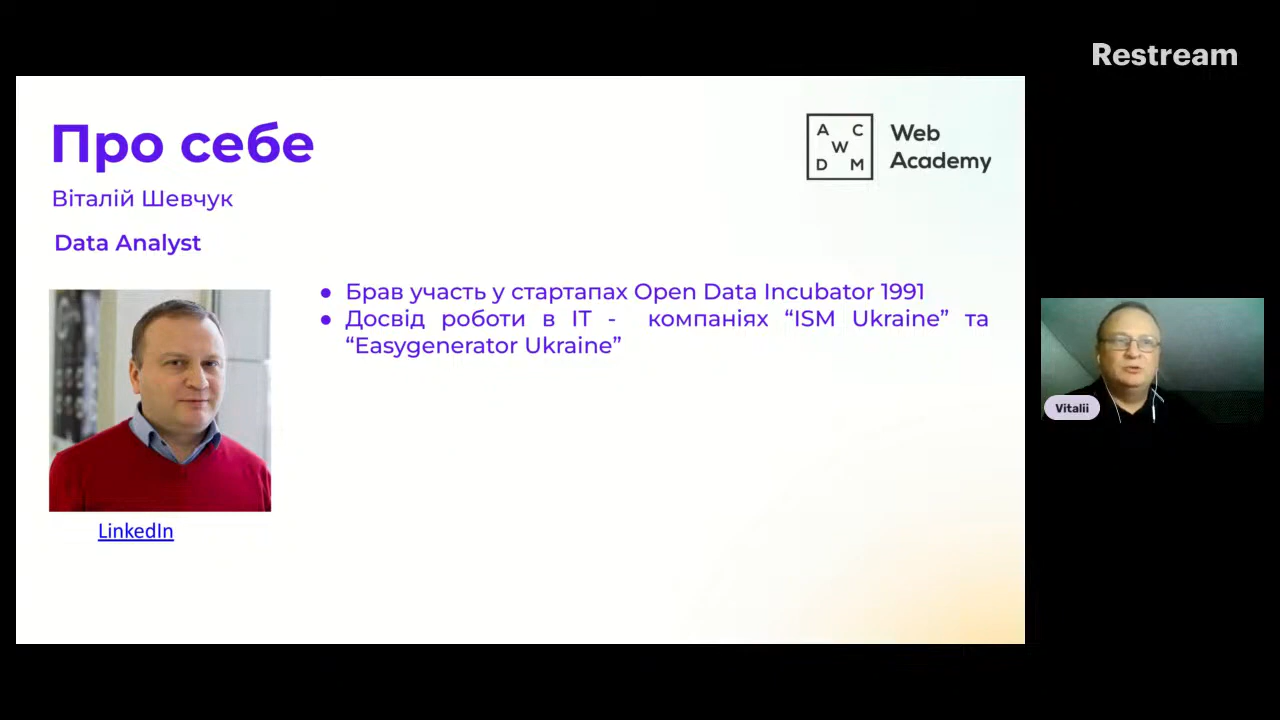 Restream
Про себе
Віталій Шевчук
Data Analyst
A C
W
D M
Web
Academy
● Брав участь у стартапах Open Data Incubator 1991
● Досвід роботи в ІТ - компаніях “ISM Ukraine” та
“Easygenerator Ukraine”
LinkedIn
Vitalii